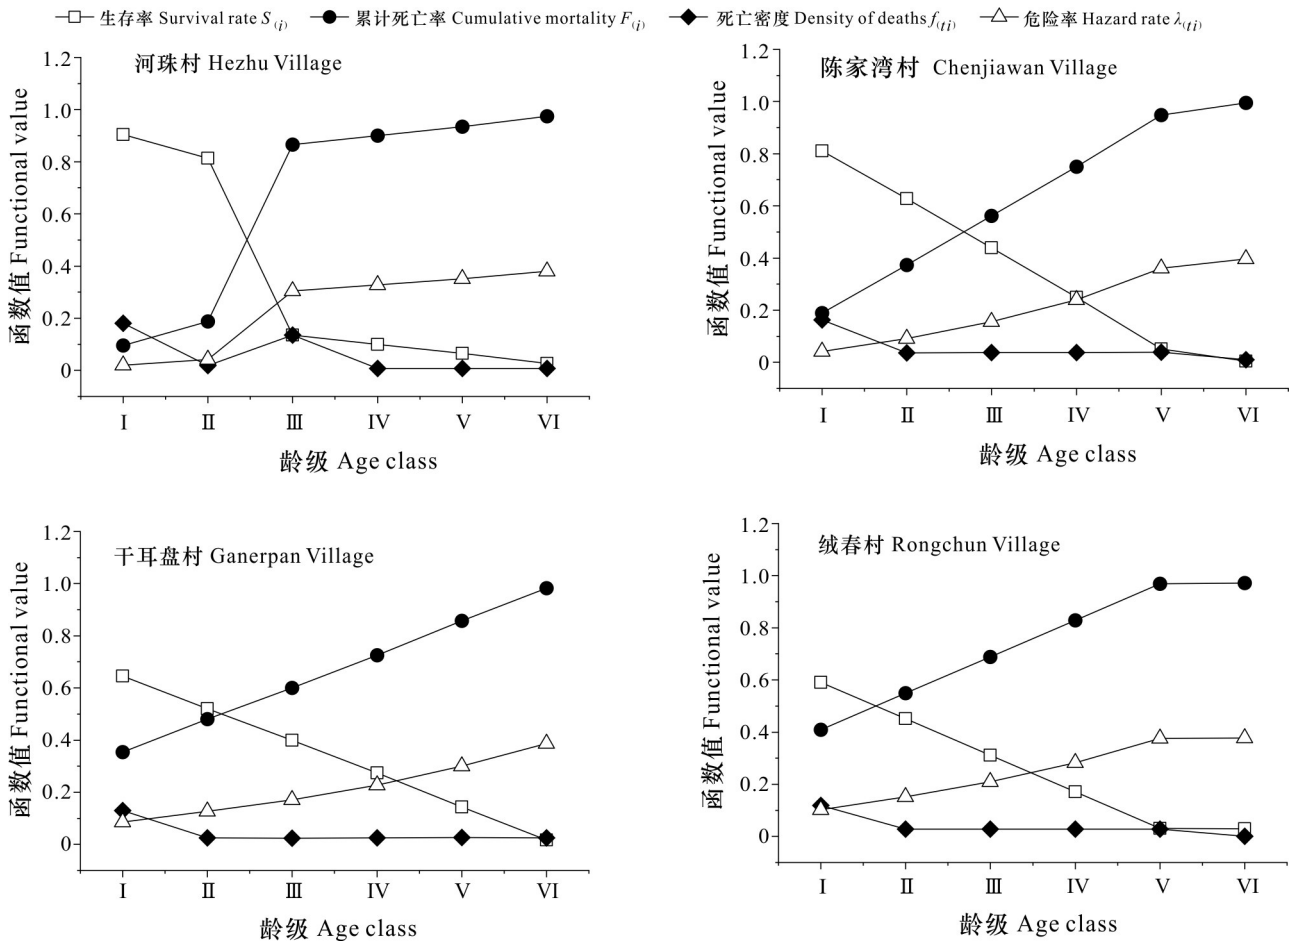 生存率 Survival rate S(i) 累计死亡率 Cumulative mortality F(i) 死亡密度 Density of deaths f(ti) 危险率 Hazard rate λ(ti)
河珠村 Hezhu Village
函数值 Functional value
1.2
1.0
0.8
0.6
0.4
0.2
0
I II III IV V VI
龄级 Age class
陈家湾村 Chenjiawan Village
函数值 Functional value
1.2
1.0
0.8
0.6
0.4
0.2
0
I II III IV V VI
龄级 Age class
干耳盘村 Ganerpan Village
函数值 Functional value
1.2
1.0
0.8
0.6
0.4
0.2
0
I II III IV V VI
龄级 Age class
绒春村 Rongchun Village
函数值 Functional value
1.2
1.0
0.8
0.6
0.4
0.2
0
I II III IV V VI
龄级 Age class